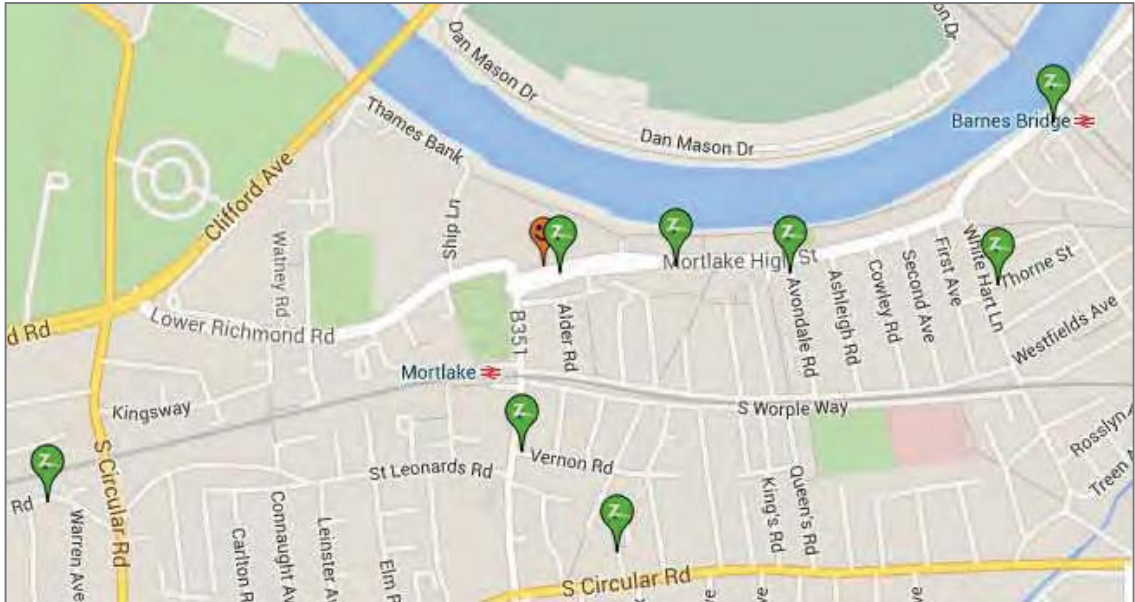 Dan Mason Dr
on Dr
Barnes Bridge
Thames Bank
Dan Mason Dr
Clifford Ave
Ship Ln
Watney Rd
Mortlake High St
White Hart Ln
Thorne St
First Ave
Second Ave
Cowley Rd
Ashleigh Rd
Avondale Rd
d Rd
Lower Richmond Rd
B351
Alder Rd
Westfields Ave
Mortlake
Kingsway
S Worple Way
Rosslyn
S Circular Rd
St Leonards Rd
Vernon Rd
Treen
Rd
Warren Ave
Connaught Av
Carlton R
Leinster A
Elm
King's Rd
Queen's Rd
S Circular Rd